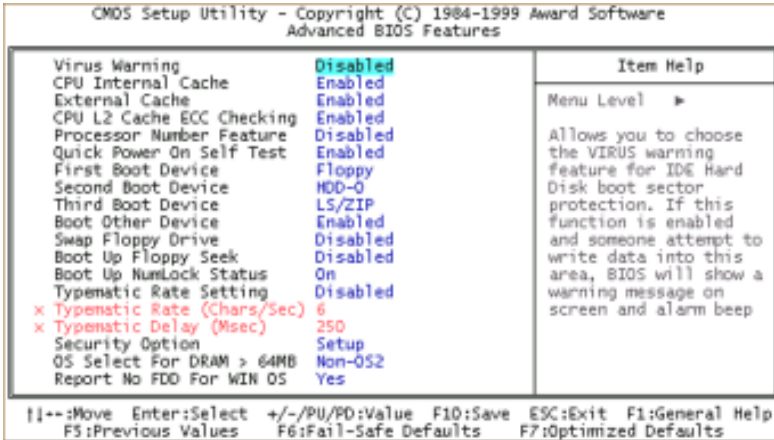 CMOS Setup Utility - Copyright (C) 1984-1999 Award Software
Advanced BIOS Features
Virus Warning Disabled
CPU Internal Cache Enabled
External Cache Enabled
CPU L2 Cache ECC Checking Enabled
Processor Number Feature Disabled
Quick Power On Self Test Enabled
First Boot Device Floppy
Second Boot Device HDD-0
Third Boot Device LS/ZIP
Boot Other Device Enabled
Swap Floppy Drive Disabled
Boot Up Floppy Seek Disabled
Boot Up NumLock Status On
Typematic Rate Setting Disabled
x Typematic Rate (Chars/Sec) 6
x Typematic Delay (Msec) 250
Security Option Setup
OS Select For DRAM > 64MB Non-OS2
Report No FDD For WIN OS Yes
Item Help
Menu Level ►
Allows you to choose
the VIRUS warning
feature for IDE Hard
Disk boot sector
protection. If this
function is enabled
and someone attempt to
write data into this
area, BIOS will show a
warning message on
screen and alarm beep
↑↓←→:Move Enter:Select +/-/PU/PD:Value F10:Save ESC:Exit F1:General Help
F5:Previous Values F6:Fail-Safe Defaults F7:Optimized Defaults